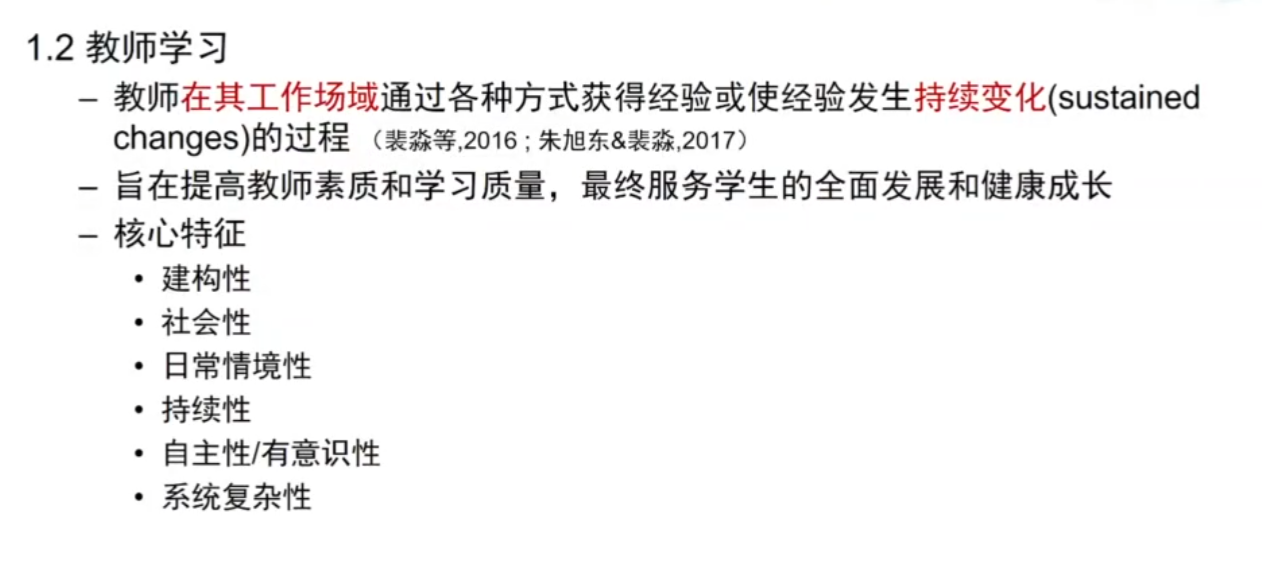 1.2 教师学习
– 教师在其工作场域通过各种方式获得经验或使经验发生持续变化(sustained
changes)的过程 （裴淼等,2016 ; 朱旭东&裴淼,2017）
– 旨在提高教师素质和学习质量，最终服务学生的全面发展和健康成长
– 核心特征
• 建构性
• 社会性
• 日常情境性
• 持续性
• 自主性/有意识性
• 系统复杂性